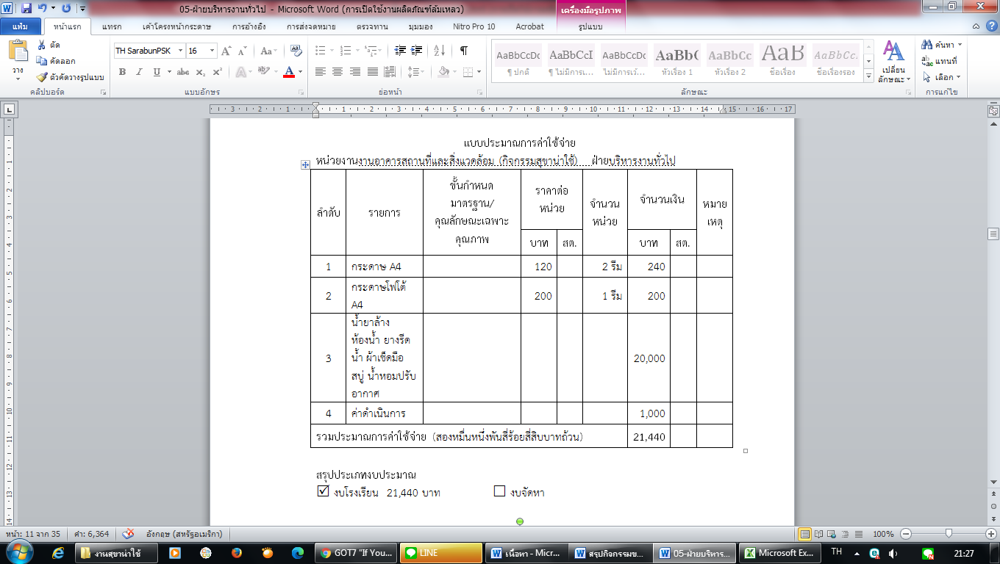 05-ฝ่ายบริหารงานทั่วไป - Microsoft Word (การเปิดใช้งานผลิตภัณฑ์ล้มเหลว)
เครื่องมือรูปภาพ
แฟ้ม หน้าแรก แทรก เค้าโครงหน้ากระดาษ การอ้างอิง การส่งจดหมาย ตรวจทาน มุมมอง Nitro Pro 10 Acrobat รูปแบบ
วาง
ตัด
คัดลอก
ตัวคัดวางรูปแบบ
คลิปบอร์ด
TH SarabunPSK 16
แบบอักษร
ย่อหน้า
AaBbCcDc AaBbCcI AaBbCcDc AaBbC AaBbCc AaB AaBbCc.
¶ ปกติ ¶ ไม่มีการเ... ไม่มีการเว้... หัวเรื่อง 1 หัวเรื่อง 2 ชื่อเรื่อง ชื่อเรื่องรอง
ลักษณะ
เปลี่ยน
ลักษณะ
ค้นหา
แทนที่
เลือก
การแก้ไข
3 2 1 1 2 3 4 5 6 7 8 9 10 11 12 13 14 15 16 17
แบบประมาณการค่าใช้จ่าย
หน่วยงานงานอาคารสถานที่และสิ่งแวดล้อม (กิจกรรมสุขาน่าใช้) ฝ่ายบริหารงานทั่วไป
ลำดับ
รายการ
ขั้นกำหนด
มาตรฐาน/
คุณลักษณะเฉพาะ
คุณภาพ
ราคาต่อ
หน่วย
จำนวน
หน่วย
จำนวนเงิน
หมาย
เหตุ
บาท สต. บาท สต.
1 กระดาษ A4 120 2 รีม 240
2 กระดาษโฟโต้
A4 200 1 รีม 200
3 น้ำยาล้าง
ห้องน้ำ ยางรีด
น้ำ ผ้าเช็ดมือ
สบู่ น้ำหอมปรับ
อากาศ 20,000
4 ค่าดำเนินการ 1,000
รวมประมาณการค่าใช้จ่าย (สองหมื่นหนึ่งพันสี่ร้อยสี่สิบบาทถ้วน) 21,440
สรุปประเภทงบประมาณ
งบโรงเรียน 21,440 บาท งบจัดหา
หน้า: 11 จาก 35 คำ: 6,364 อังกฤษ (สหรัฐอเมริกา) 100%
งานสุขาน่าใช้ GOT7 "If You... LINE เนื้อหา - Micr... สรุปกิจกรรมข... 05-ฝ่ายบริหาร... Microsoft Ex... TH 21:27